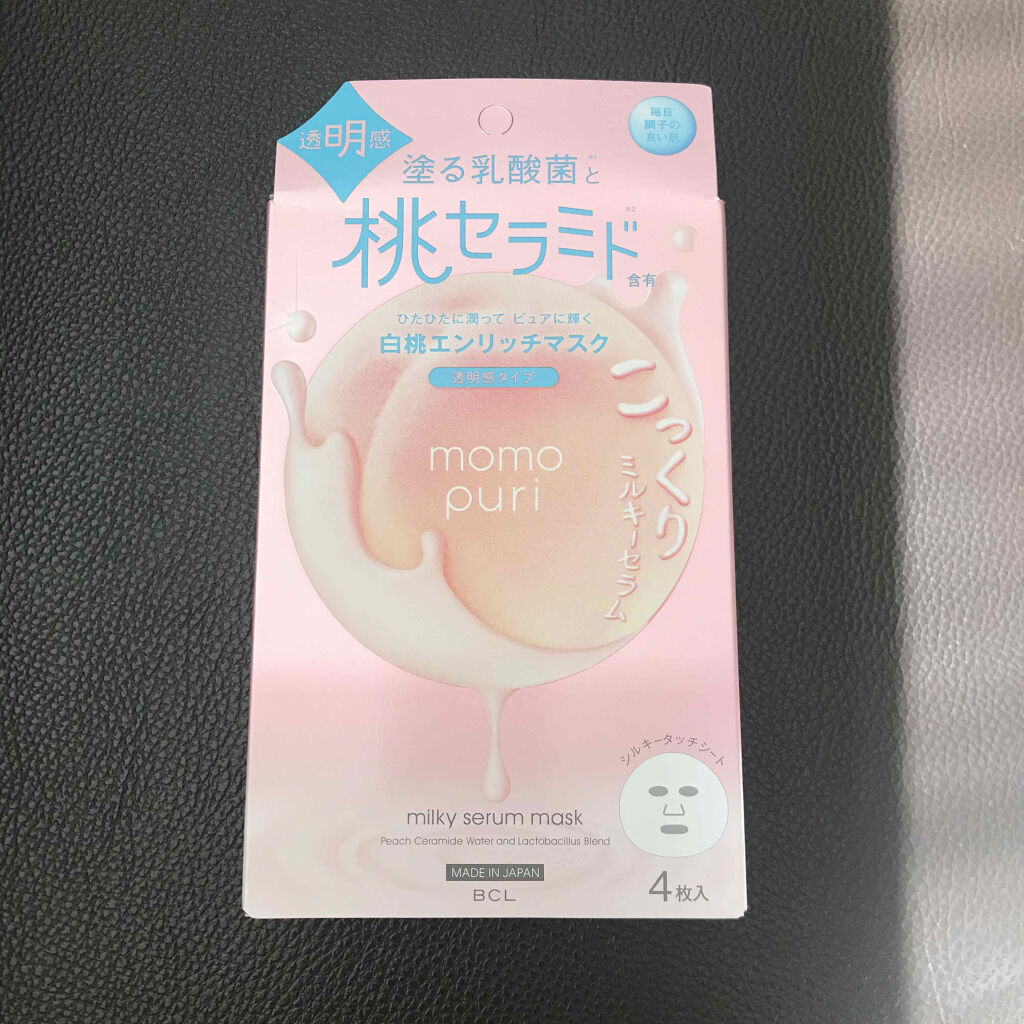 透明感
毎日
調子の
良い肌
塗る乳酸菌※1と
桃セラミド※2
含有
ひたひたに潤って ピュアに輝く
白桃エンリッチマスク
透明感タイプ
こっくり
ミルキーセラム
momo
puri
シルキータッチシート
milky serum mask
Peach Ceramide Water and Lactobacillus Blend
MADE IN JAPAN
BCL
4枚入